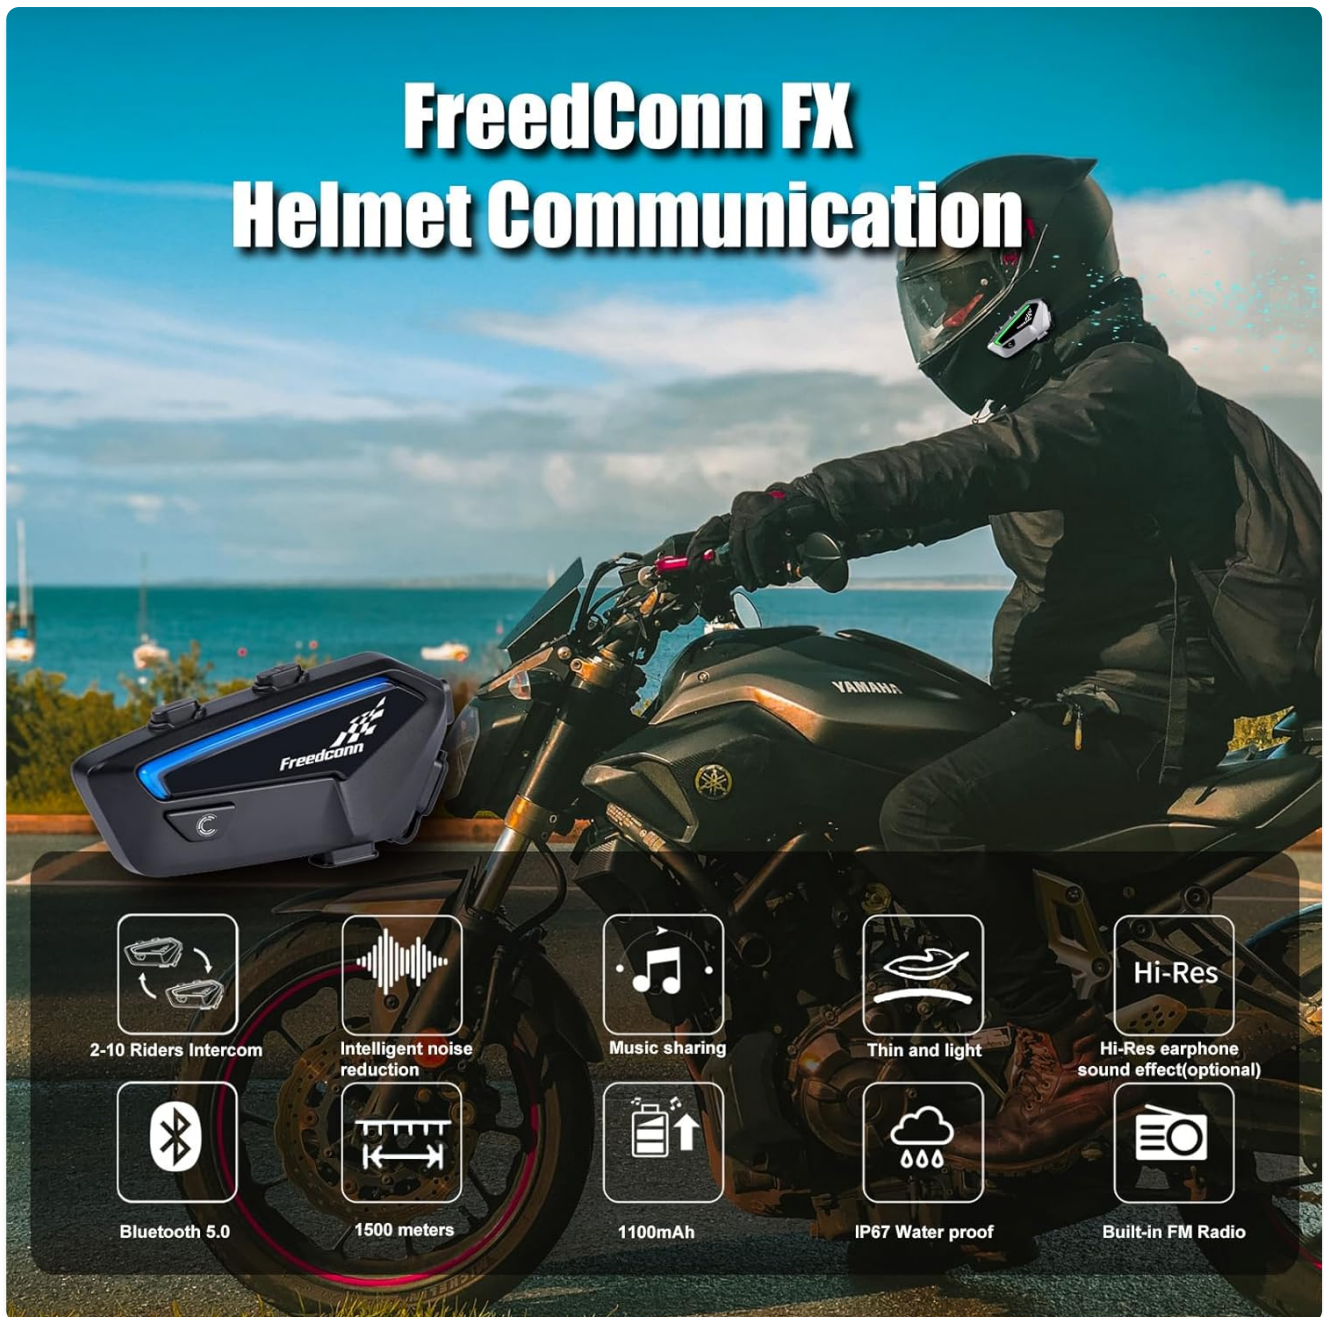 FreedConn FX
Helmet Communication
YAMAHA
Freedconn
Hi-Res
2-10 Riders Intercom
Intelligent noise
reduction
Music sharing
Thin and light
Hi-Res earphone
sound effect(optional)
Bluetooth 5.0
1500 meters
1100mAh
IP67 Water proof
Built-in FM Radio